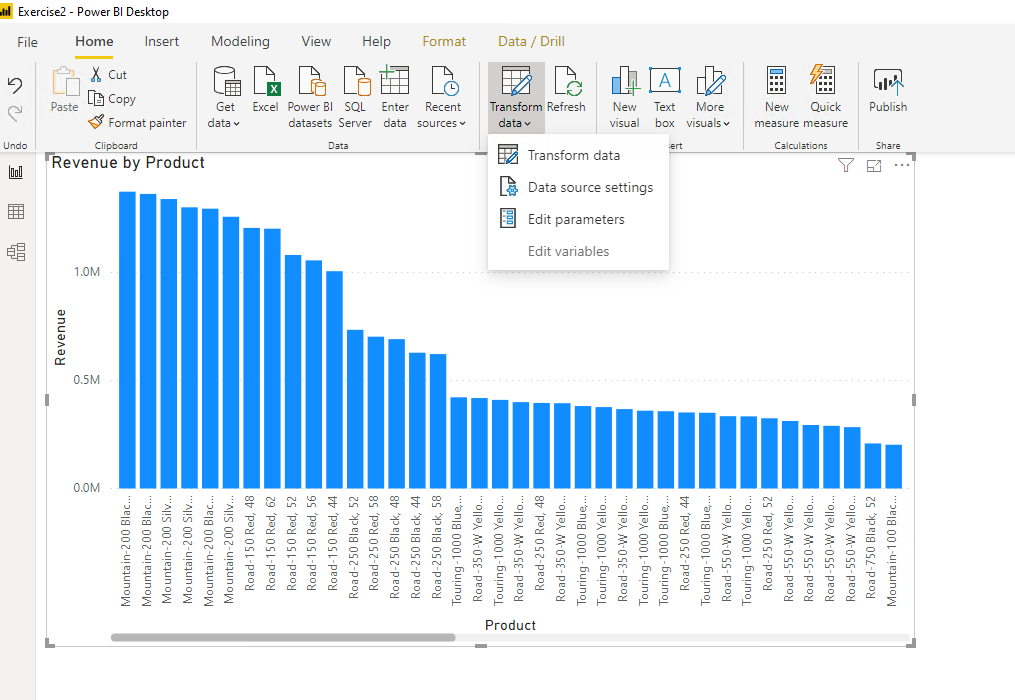 Exercise2 - Power BI Desktop
File Home Insert Modeling View Help Format Data / Drill
Undo
Paste
Cut
Copy
Format painter
Clipboard
Get data
Excel
Power BI datasets
SQL Server
Enter data
Recent sources
Data
Transform data
Refresh
New visual
Text box
A
More visuals
ert
New measure
Quick measure
Calculations
Publish
Share
Transform data
Data source settings
Edit parameters
Edit variables
Revenue by Product
Revenue
1.0M
0.5M
0.0M
Mountain-200 Blac...
Mountain-200 Blac...
Mountain-200 Silv...
Mountain-200 Silv...
Mountain-200 Blac...
Mountain-200 Silv...
Road-150 Red, 48
Road-150 Red, 62
Road-150 Red, 52
Road-150 Red, 56
Road-150 Red, 44
Road-250 Black, 52
Road-250 Red, 58
Road-250 Black, 48
Road-250 Black, 44
Road-250 Black, 58
Touring-1000 Blue,...
Road-350-W Yello...
Touring-1000 Yello...
Road-350-W Yello...
Road-250 Red, 48
Road-350-W Yello...
Touring-1000 Blue,...
Touring-1000 Yello...
Road-350-W Yello...
Touring-1000 Blue,...
Touring-1000 Blue,...
Road-250 Red, 44
Touring-1000 Blue,...
Road-550-W Yello...
Touring-1000 Yello...
Road-250 Red, 52
Road-550-W Yello...
Road-550-W Yello...
Road-550-W Yello...
Road-550-W Yello...
Road-750 Black, 52
Mountain-100 Blac...
Product